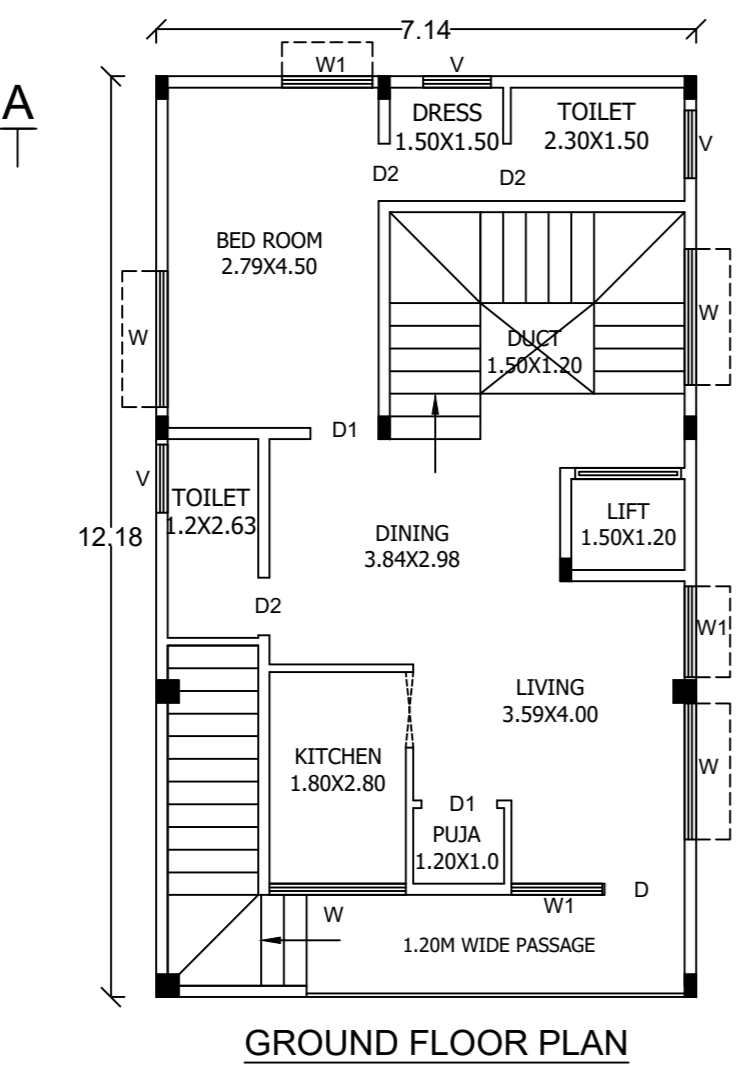 7.14
A
W1
V
DRESS
1.50X1.50
TOILET
2.30X1.50
V
D2
D2
BED ROOM
2.79X4.50
W
W
DUCT
1.50X1.20
D1
V
TOILET
1.2X2.63
LIFT
1.50X1.20
DINING
3.84X2.98
12.18
D2
W1
LIVING
3.59X4.00
KITCHEN
1.80X2.80
W
D1
PUJA
1.20X1.0
W
W1
D
1.20M WIDE PASSAGE
GROUND FLOOR PLAN